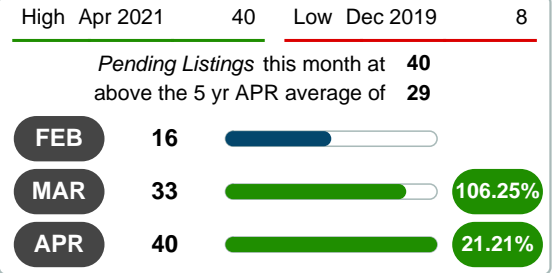 High Apr 2021 40 Low Dec 2019 8
Pending Listings this month at 40
above the 5 yr APR average of 29
FEB 16
MAR 33 106.25%
APR 40 21.21%